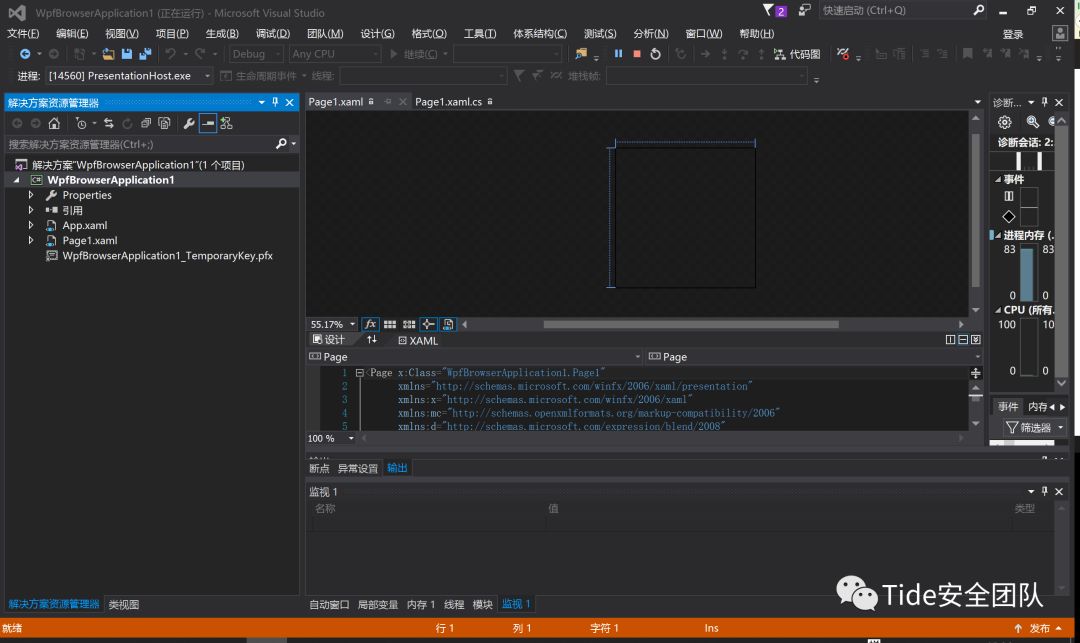 WpfBrowserApplication1 (正在运行) - Microsoft Visual Studio
2
快速启动 (Ctrl+Q)
文件(F) 编辑(E) 视图(V) 项目(P) 生成(B) 调试(D) 团队(M) 设计(G) 格式(O) 工具(T) 体系结构(C) 测试(S) 分析(N) 窗口(W) 帮助(H) 登录
Debug Any CPU 继续(C) 代码图
进程: [14560] PresentationHost.exe 生命周期事件 线程: 堆栈帧:
解决方案资源管理器
搜索解决方案资源管理器(Ctrl+;)
解决方案"WpfBrowserApplication1"(1 个项目)
WpfBrowserApplication1
Properties
引用
App.xaml
Page1.xaml
WpfBrowserApplication1_TemporaryKey.pfx
解决方案资源管理器 类视图
Page1.xaml Page1.xaml.cs
55.17% fx
设计 XAML
Page Page
1 <Page x:Class="WpfBrowserApplication1.Page1"
2 xmlns="http://schemas.microsoft.com/winfx/2006/xaml/presentation"
3 xmlns:x="http://schemas.microsoft.com/winfx/2006/xaml"
4 xmlns:mc="http://schemas.openxmlformats.org/markup-compatibility/2006"
5 xmlns:d="http://schemas.microsoft.com/expression/blend/2008"
100 %
断点 异常设置 输出
监视 1
名称 值 类型
自动窗口 局部变量 内存 1 线程 模块 监视 1
诊断...
诊断会话: 2:
事件
进程内存 (.
83 83
0 0
CPU (所有.
100 10
0 0
事件 内存
筛选器
Tide安全团队
就绪 行 1 列 1 字符 1 Ins 发布